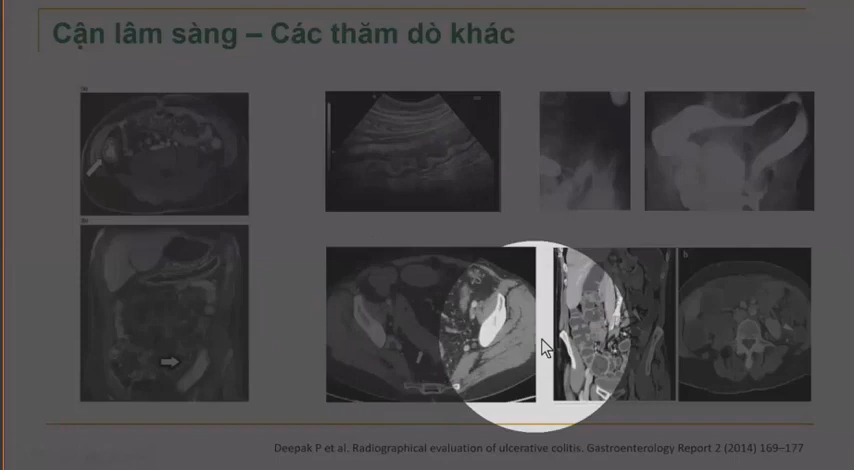 Cận lâm sàng – Các thăm dò khác
b
Deepak P et al. Radiographical evaluation of ulcerative colitis. Gastroenterology Report 2 (2014) 169–177